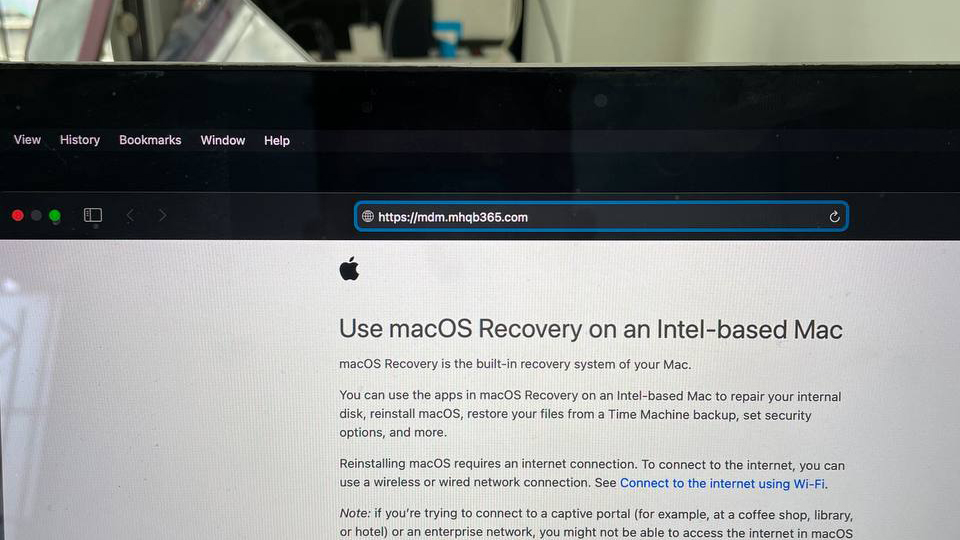 View History Bookmarks Window Help
https://mdm.mhqb365.com
Use macOS Recovery on an Intel-based Mac
macOS Recovery is the built-in recovery system of your Mac.
You can use the apps in macOS Recovery on an Intel-based Mac to repair your internal
disk, reinstall macOS, restore your files from a Time Machine backup, set security
options, and more.
Reinstalling macOS requires an internet connection. To connect to the internet, you can
use a wireless or wired network connection. See Connect to the internet using Wi-Fi.
Note: if you’re trying to connect to a captive portal (for example, at a coffee shop, library,
or hotel) or an enterprise network, you might not be able to access the internet in macOS